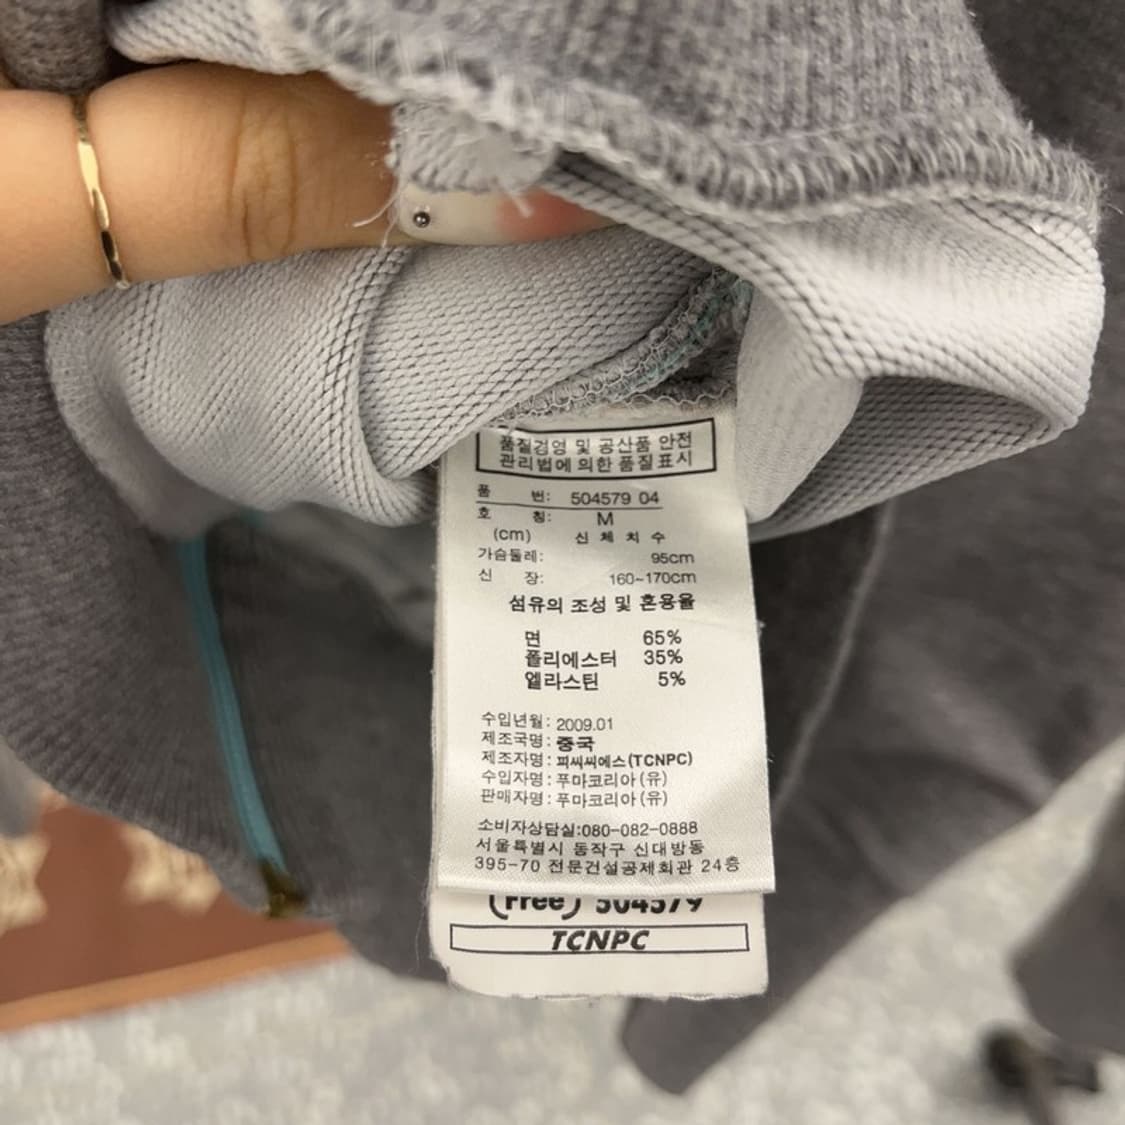 품질경영 및 공산품 안전
관리법에 의한 품질표시
품 번: 504579 04
호 칭: M
(cm) 신 체 치 수
가슴둘레: 95cm
신 장: 160~170cm
섬유의 조성 및 혼용율
면 65%
폴리에스터 35%
엘라스틴 5%
수입년월: 2009.01
제조국명: 중국
제조자명: 피씨씨에스(TCNPC)
수입자명: 푸마코리아(유)
판매자명: 푸마코리아(유)
소비자상담실:080-082-0888
서울특별시 동작구 신대방동
395-70 전문건설공제회관 24층
(Free) 504579
TCNPC